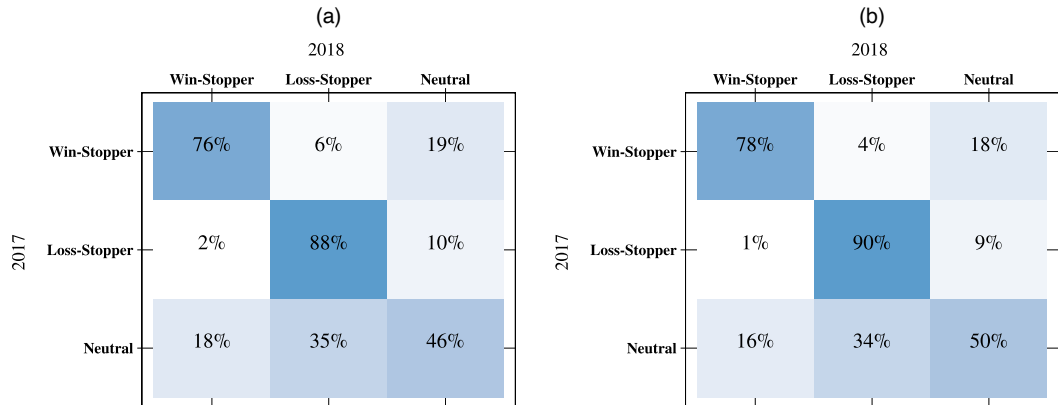 (a)
2018
Win-Stopper Loss-Stopper Neutral
2017
Win-Stopper 76% 6% 19%
Loss-Stopper 2% 88% 10%
Neutral 18% 35% 46%
(b)
2018
Win-Stopper Loss-Stopper Neutral
2017
Win-Stopper 78% 4% 18%
Loss-Stopper 1% 90% 9%
Neutral 16% 34% 50%